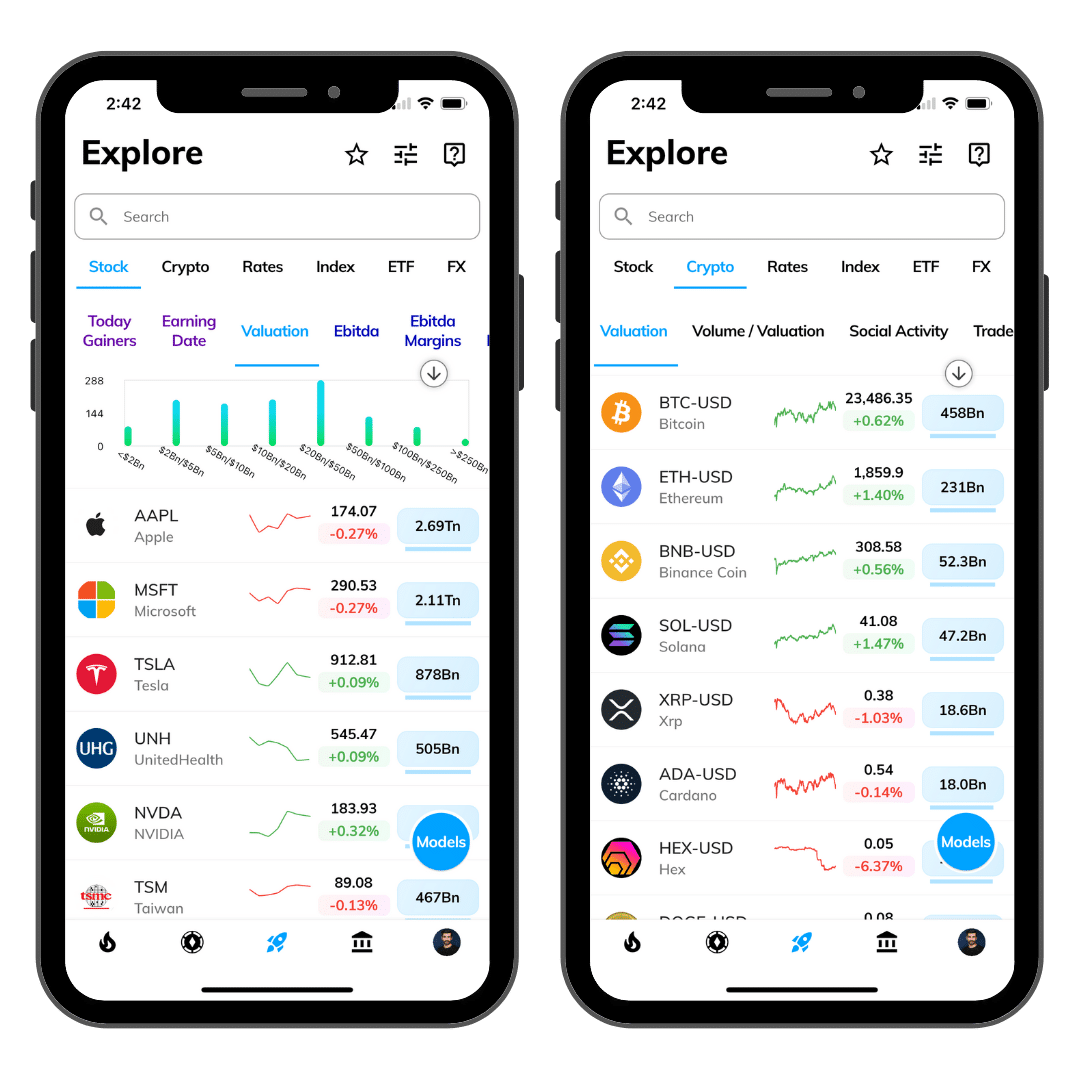 2:42
Explore
Search
Stock Crypto Rates Index ETF FX
Today Gainers
Earning Date
Valuation
Ebitda
Ebitda Margins
288
144
0
<$2Bn
$2Bn/$5Bn
$5Bn/$10Bn
$10Bn/$20Bn
$20Bn/$50Bn
$50Bn/$100Bn
$100Bn/$250Bn
>$250Bn
AAPL 174.07
Apple -0.27% 2.69Tn
MSFT 290.53
Microsoft -0.27% 2.11Tn
TSLA 912.81
Tesla +0.09% 878Bn
UHG
UNH 545.47
UnitedHealth +0.09% 505Bn
NVIDIA
NVDA 183.93
NVIDIA +0.32%
Models
tsmc
TSM 89.08
Taiwan -0.13% 467Bn
2:42
Explore
Search
Stock Crypto Rates Index ETF FX
Valuation Volume / Valuation Social Activity Trade
BTC-USD 23,486.35
Bitcoin +0.62% 458Bn
ETH-USD 1,859.9
Ethereum +1.40% 231Bn
BNB-USD 308.58
Binance Coin +0.56% 52.3Bn
SOL-USD 41.08
Solana +1.47% 47.2Bn
XRP-USD 0.38
Xrp -1.03% 18.6Bn
ADA-USD 0.54
Cardano -0.14% 18.0Bn
HEX-USD 0.05
Hex -6.37%
Models
DOGE-USD 0.08